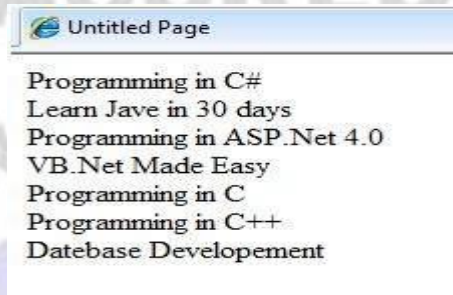 Untitled Page
Programming in C#
Learn Jave in 30 days
Programming in ASP.Net 4.0
VB.Net Made Easy
Programming in C
Programming in C++
Datebase Developement